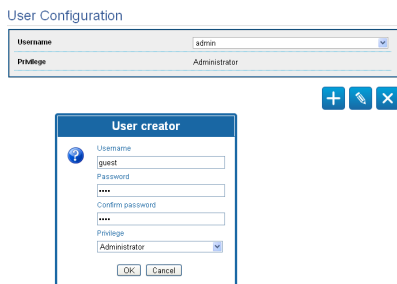 User Configuration
Username admin
Privilege Administrator
User creator
Username
guest
Password
••••
Confirm password
••••
Privilege
Administrator
OK Cancel